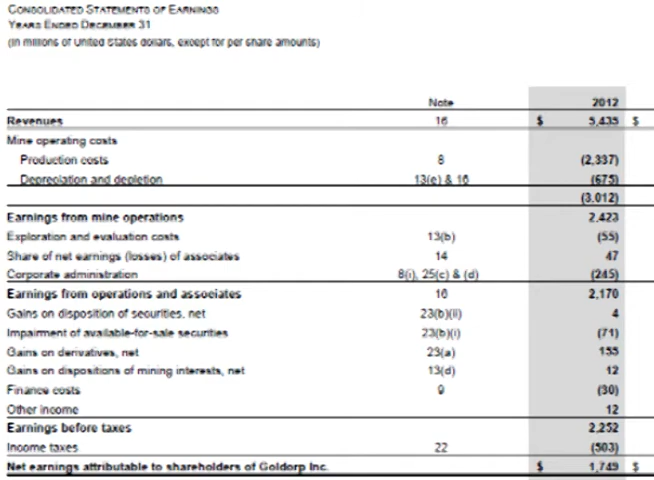 CONSOLIDATED STATEMENTS OF EARNINGS
YEARS ENDED DECEMBER 31
(In millions of United States dollars, except for per share amounts)
Note 2012
Revenues 16 $ 5,435 $
Mine operating costs
Production costs 8 (2,337)
Depreciation and depletion 13(e) & 16 (675)
(3,012)
Earnings from mine operations 2,423
Exploration and evaluation costs 13(b) (55)
Share of net earnings (losses) of associates 14 47
Corporate administration 8(i), 25(c) & (d) (245)
Earnings from operations and associates 16 2,170
Gains on disposition of securities, net 23(b)(ii) 4
Impairment of available-for-sale securities 23(b)(i) (71)
Gains on derivatives, net 23(a) 155
Gains on dispositions of mining interests, net 13(d) 12
Finance costs 9 (30)
Other income 12
Earnings before taxes 2,252
Income taxes 22 (503)
Net earnings attributable to shareholders of Goldorp Inc. $ 1,749 $